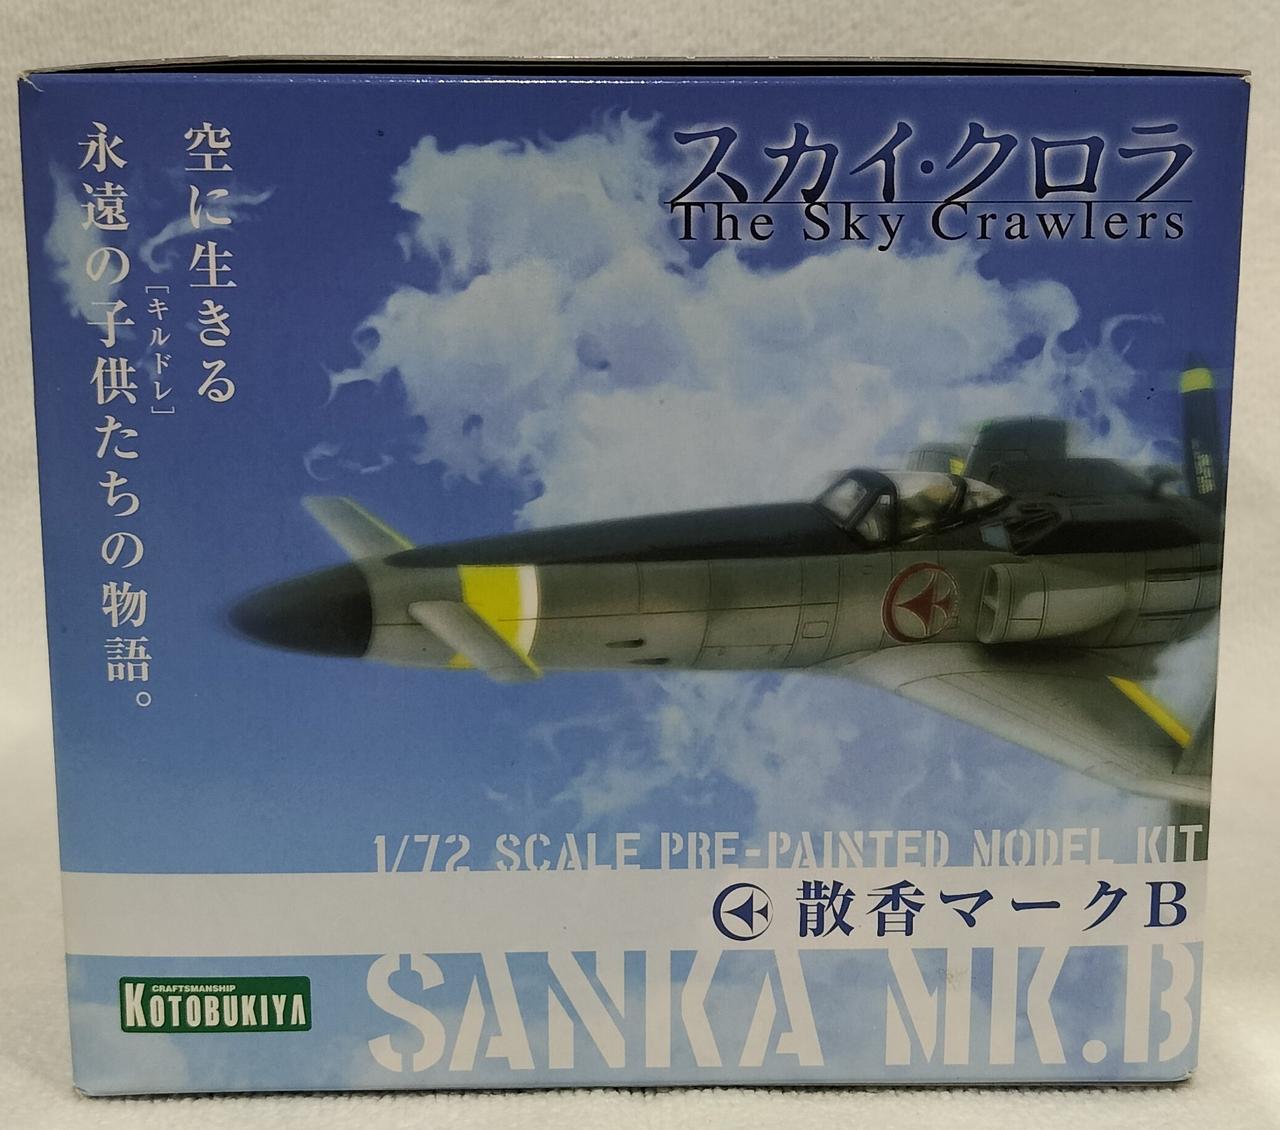 スカイ・クロラ
The Sky Crawlers
空に生きる
永遠の子供たちの物語。
[キルドレ]
1/72 SCALE PRE-PAINTED MODEL KIT
散香マークB
SANKA MK.B
CRAFTSMANSHIP
KOTOBUKIYA